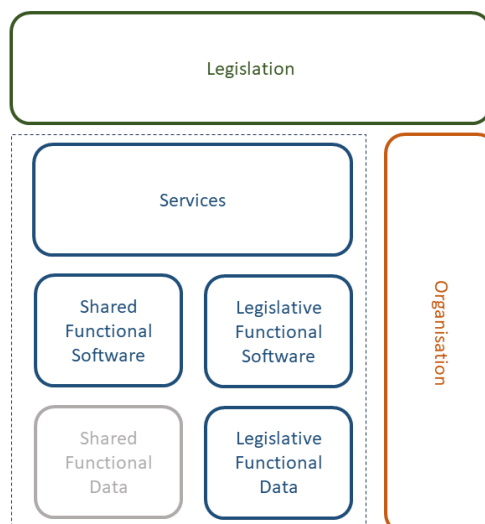 Legislation
Services
Organisation
Shared
Functional
Software
Legislative
Functional
Software
Shared
Functional
Data
Legislative
Functional
Data